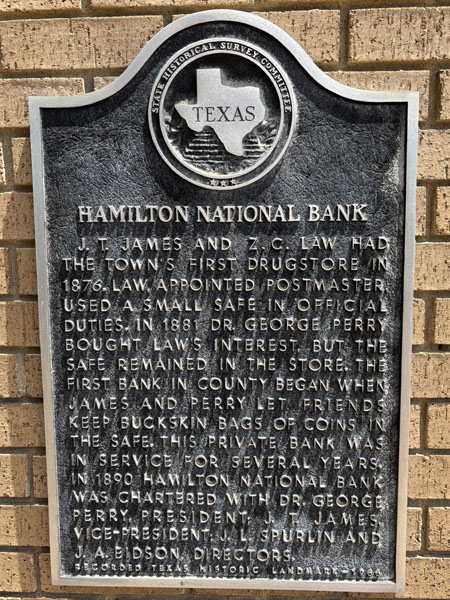 STATE HISTORICAL SURVEY COMMITTEE
TEXAS
HAMILTON NATIONAL BANK
J. T. JAMES AND Z. C. LAW HAD
THE TOWN'S FIRST DRUGSTORE IN
1876. LAW, APPOINTED POSTMASTER,
USED A SMALL SAFE IN OFFICIAL
DUTIES. IN 1881 DR. GEORGE PERRY
BOUGHT LAW'S INTEREST, BUT THE
SAFE REMAINED IN THE STORE. THE
FIRST BANK IN COUNTY BEGAN WHEN
JAMES AND PERRY LET FRIENDS
KEEP BUCKSKIN BAGS OF COINS IN
THE SAFE. THIS PRIVATE BANK WAS
IN SERVICE FOR SEVERAL YEARS.
IN 1890 HAMILTON NATIONAL BANK
WAS CHARTERED WITH DR. GEORGE
PERRY, PRESIDENT; J. T. JAMES,
VICE-PRESIDENT; J. L. SPURLIN AND
J. A. EIDSON, DIRECTORS.
RECORDED TEXAS HISTORIC LANDMARK-